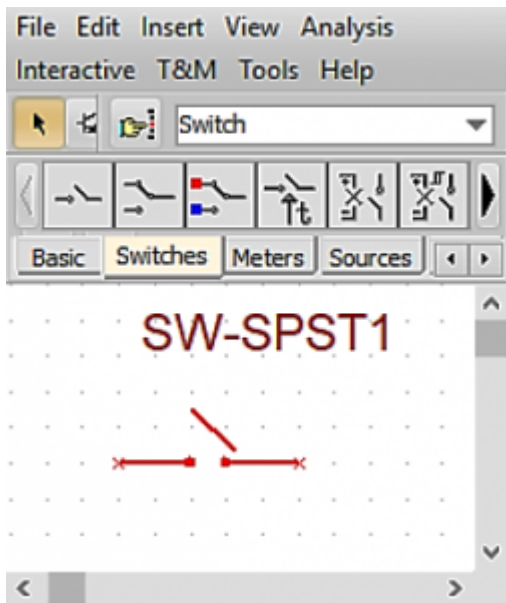 File Edit Insert View Analysis
Interactive T&M Tools Help
Switch
t
Basic Switches Meters Sources
SW-SPST1